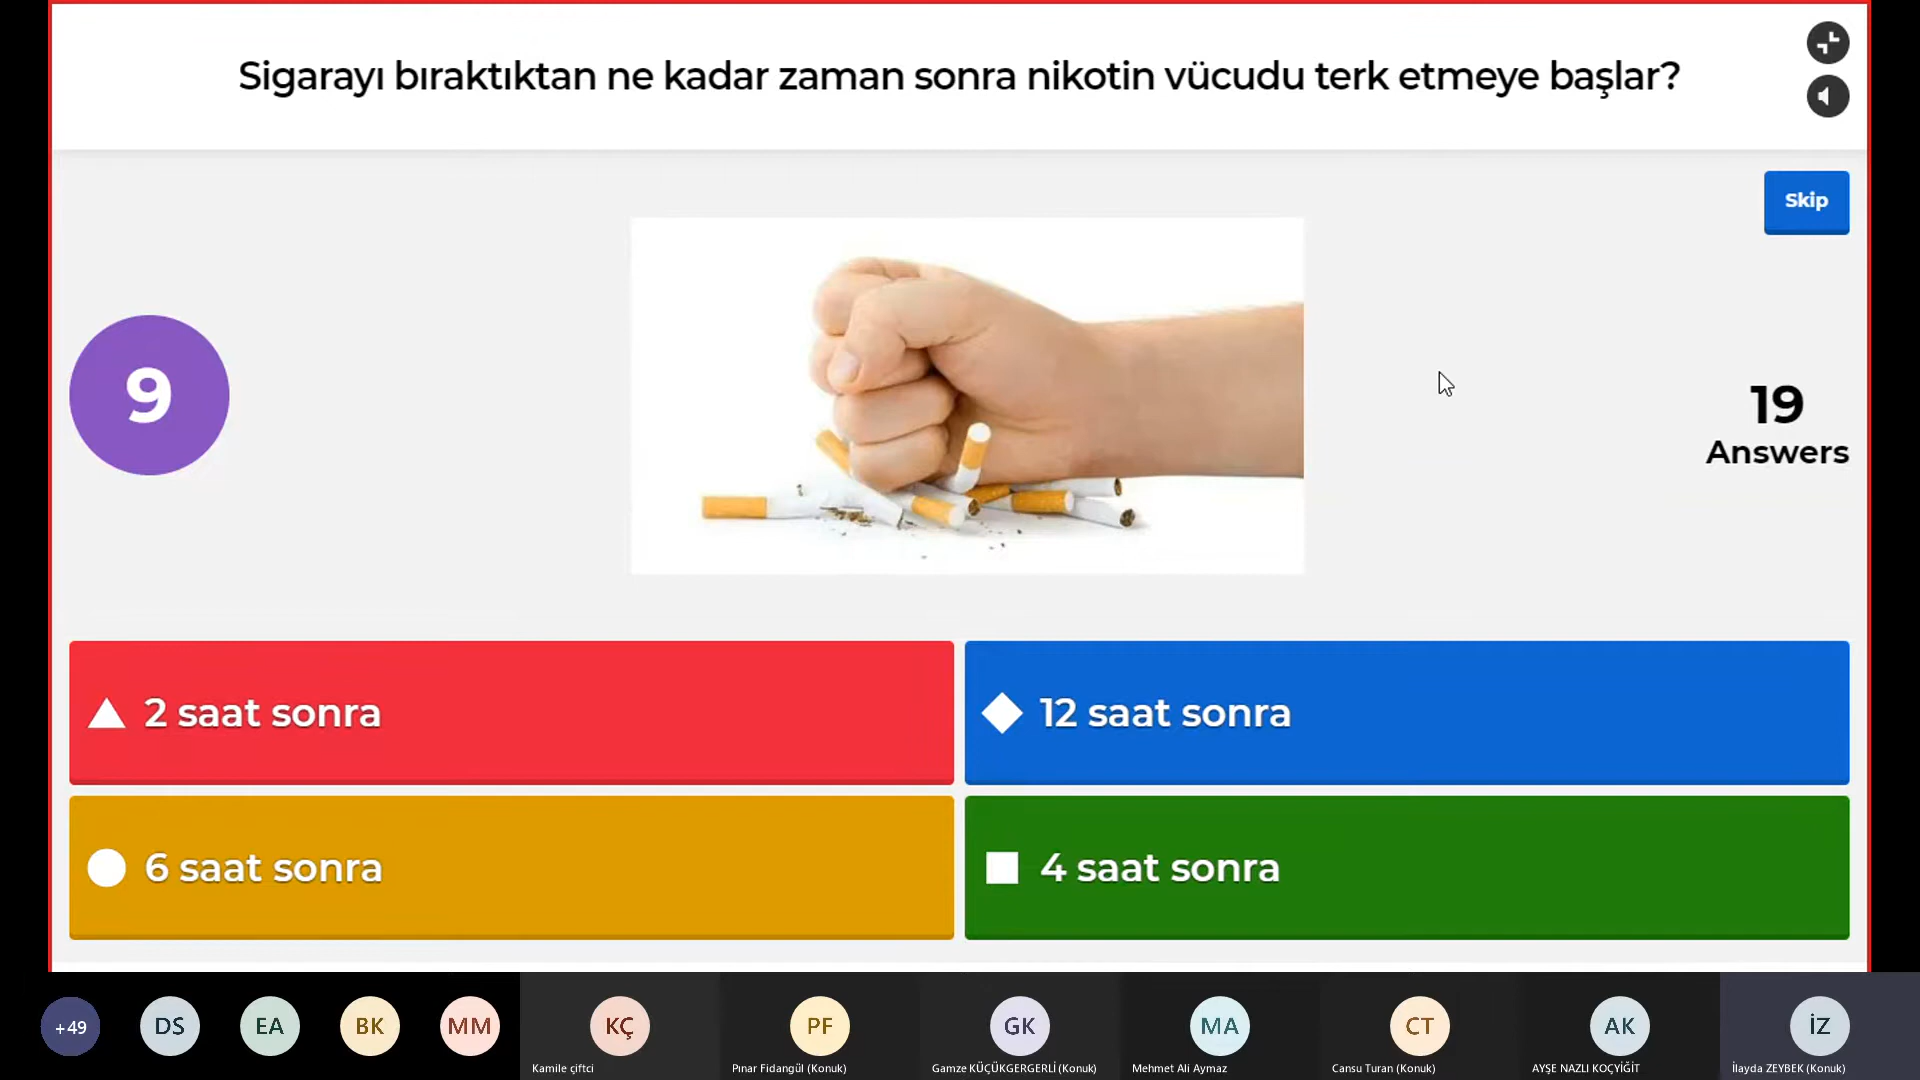 Sigarayı bıraktıktan ne kadar zaman sonra nikotin vücudu terk etmeye başlar?
Skip
9
19
Answers
2 saat sonra
12 saat sonra
6 saat sonra
4 saat sonra
+49
DS
EA
BK
MM
KÇ
PF
GK
MA
CT
AK
İZ
Kamile çiftci
Pınar Fidangül (Konuk)
Gamze KÜÇÜKGERGERLİ (Konuk)
Mehmet Ali Aymaz
Cansu Turan (Konuk)
AYŞE NAZLI KOÇYİĞİT
İlayda ZEYBEK (Konuk)